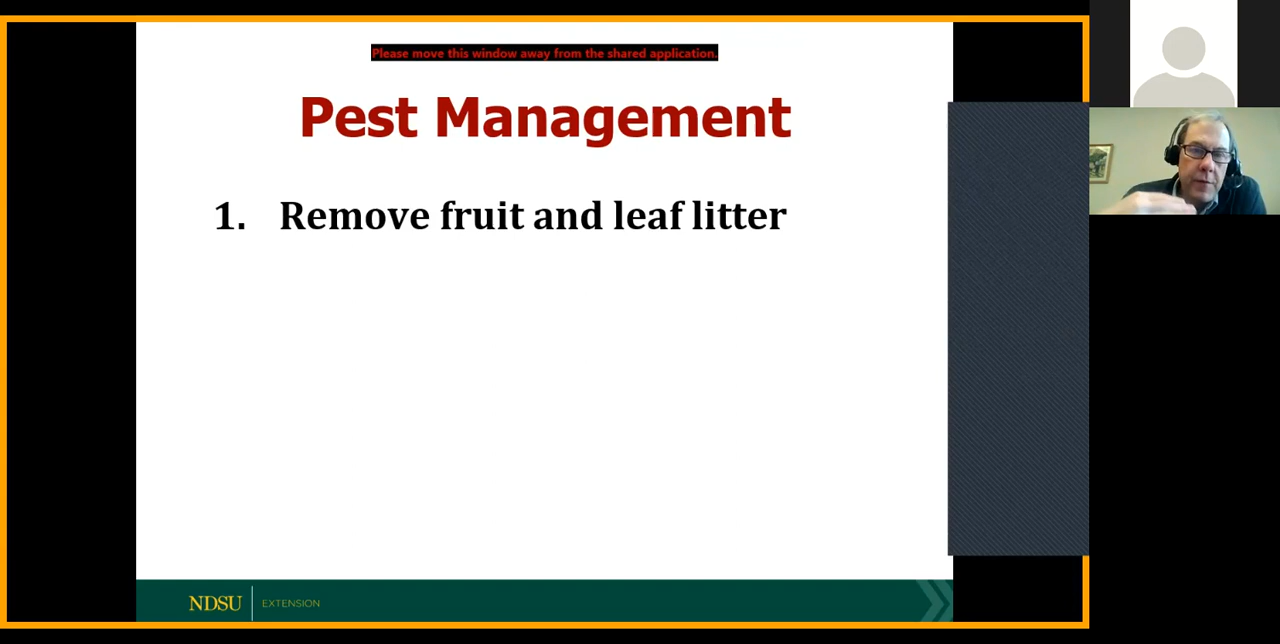 Please move this window away from the shared application.
Pest Management
1. Remove fruit and leaf litter
NDSU EXTENSION